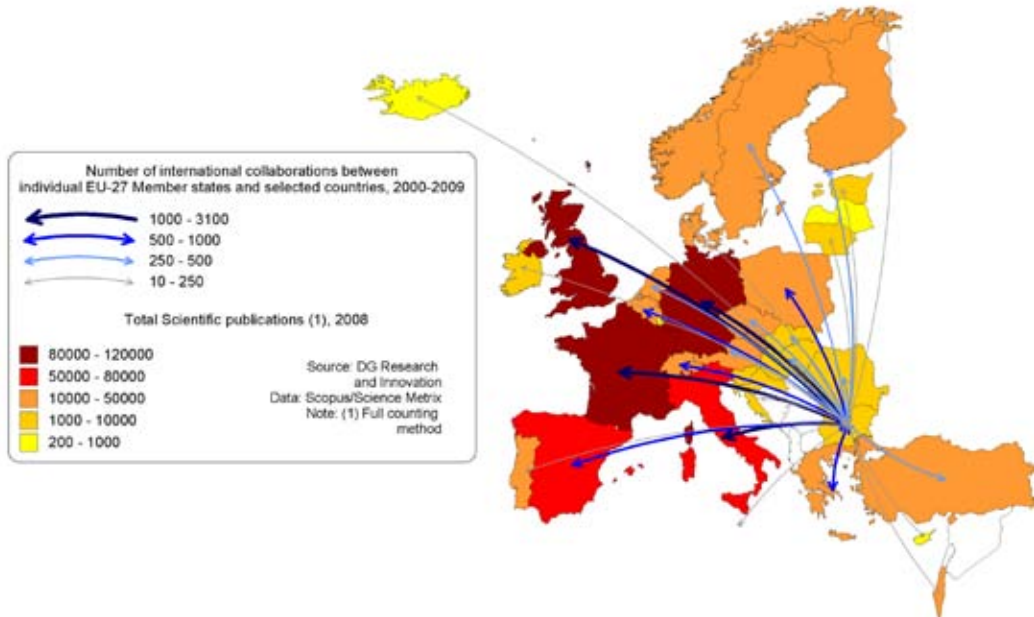 Number of international collaborations between
individual EU-27 Member states and selected countries, 2000-2009
1000 - 3100
500 - 1000
250 - 500
10 - 250
Total Scientific publications (1), 2008
80000 - 120000
50000 - 80000
10000 - 50000
1000 - 10000
200 - 1000
Source: DG Research
and Innovation
Data: Scopus/Science Metrix
Note: (1) Full counting
method